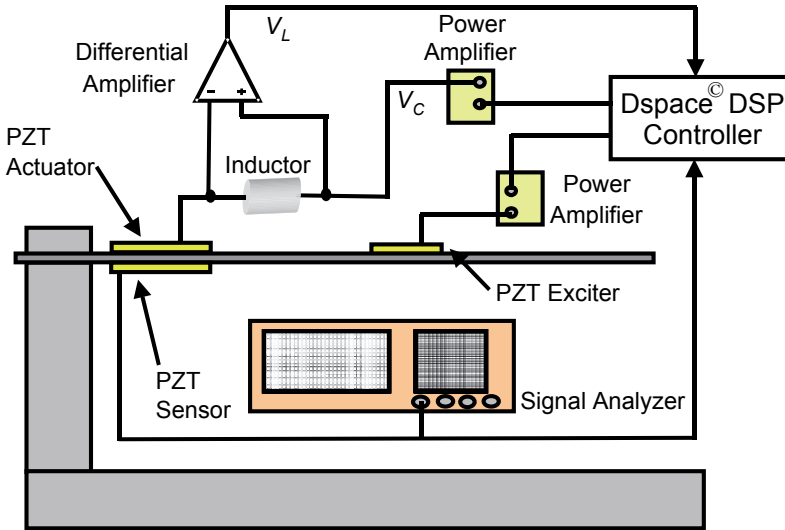 V_L
Differential
Amplifier
-
+
Power
Amplifier
V_C
Dspace© DSP
Controller
PZT
Actuator
Inductor
Power
Amplifier
PZT Exciter
PZT
Sensor
Signal Analyzer